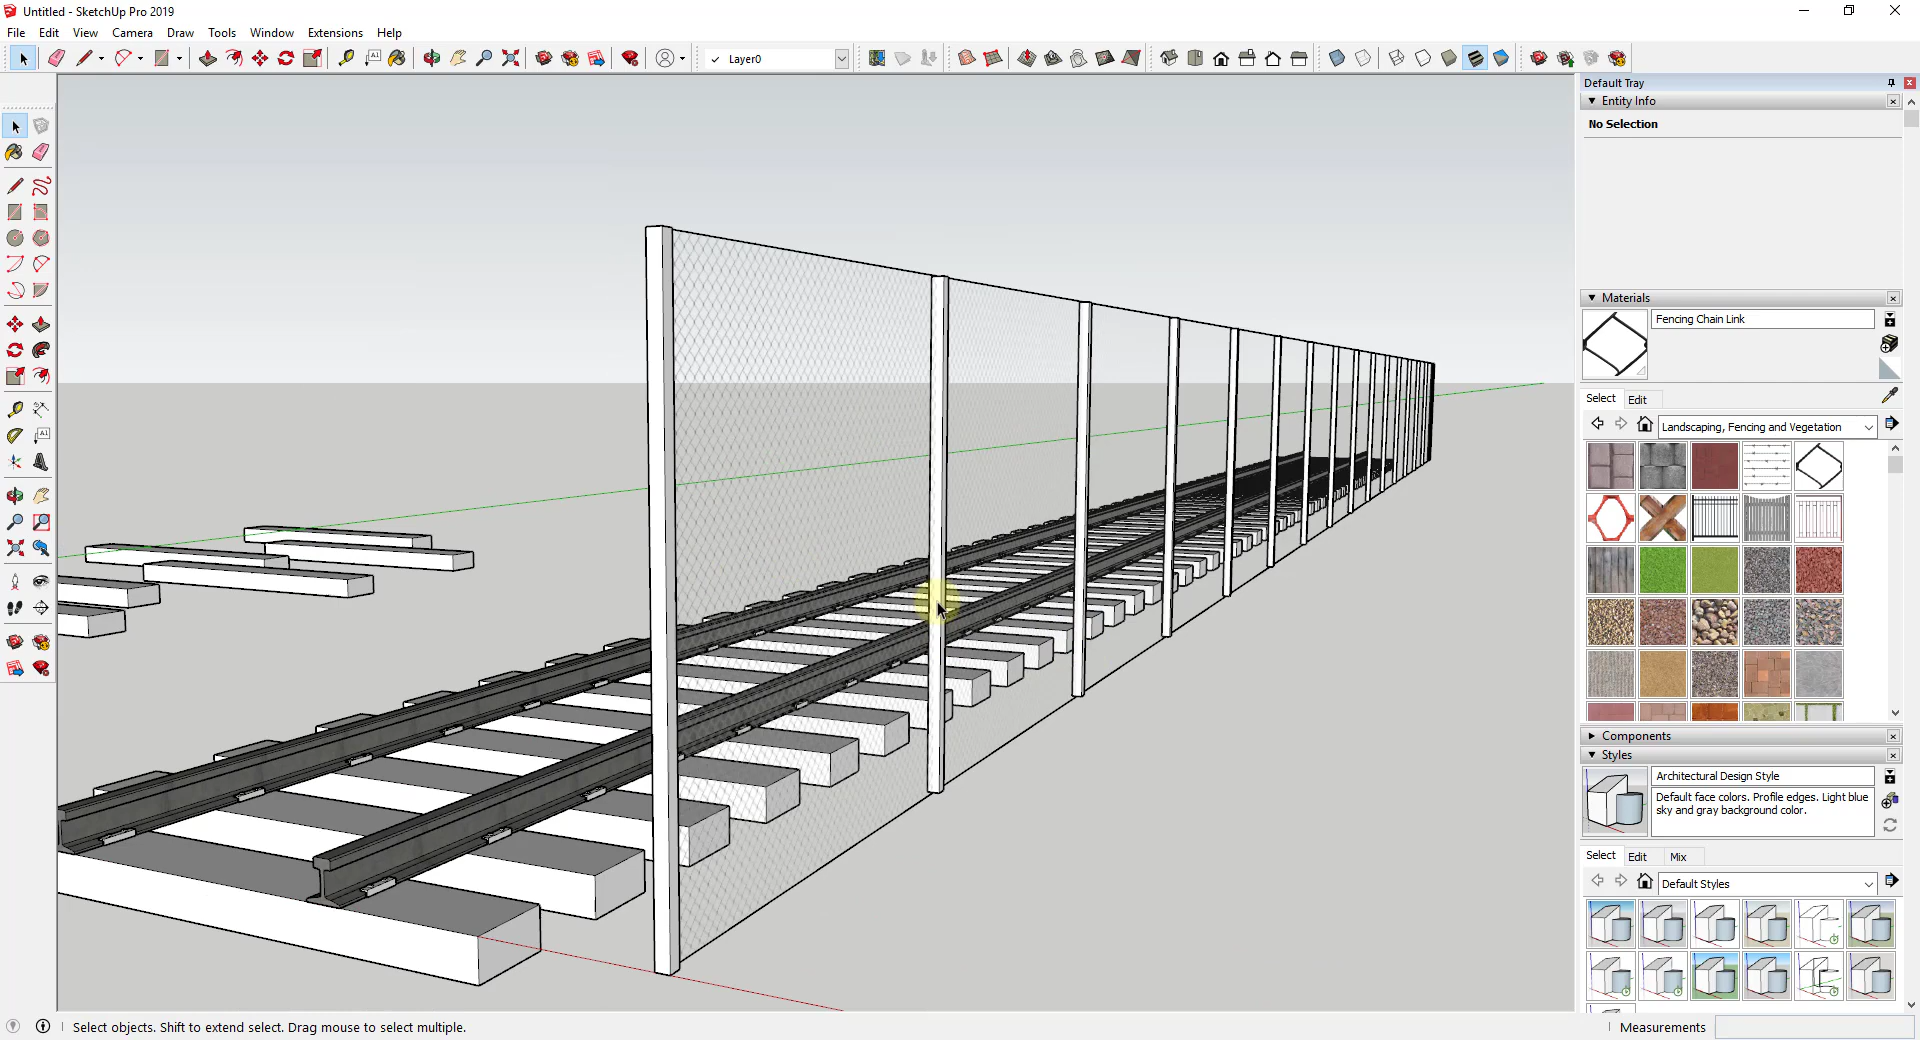 Untitled - SketchUp Pro 2019
File Edit View Camera Draw Tools Window Extensions Help
Layer0
Default Tray
Entity Info
No Selection
Materials
Fencing Chain Link
Select Edit
Landscaping, Fencing and Vegetation
Components
Styles
Architectural Design Style
Default face colors. Profile edges. Light blue
sky and gray background color.
Select Edit Mix
Default Styles
Select objects. Shift to extend select. Drag mouse to select multiple.
Measurements